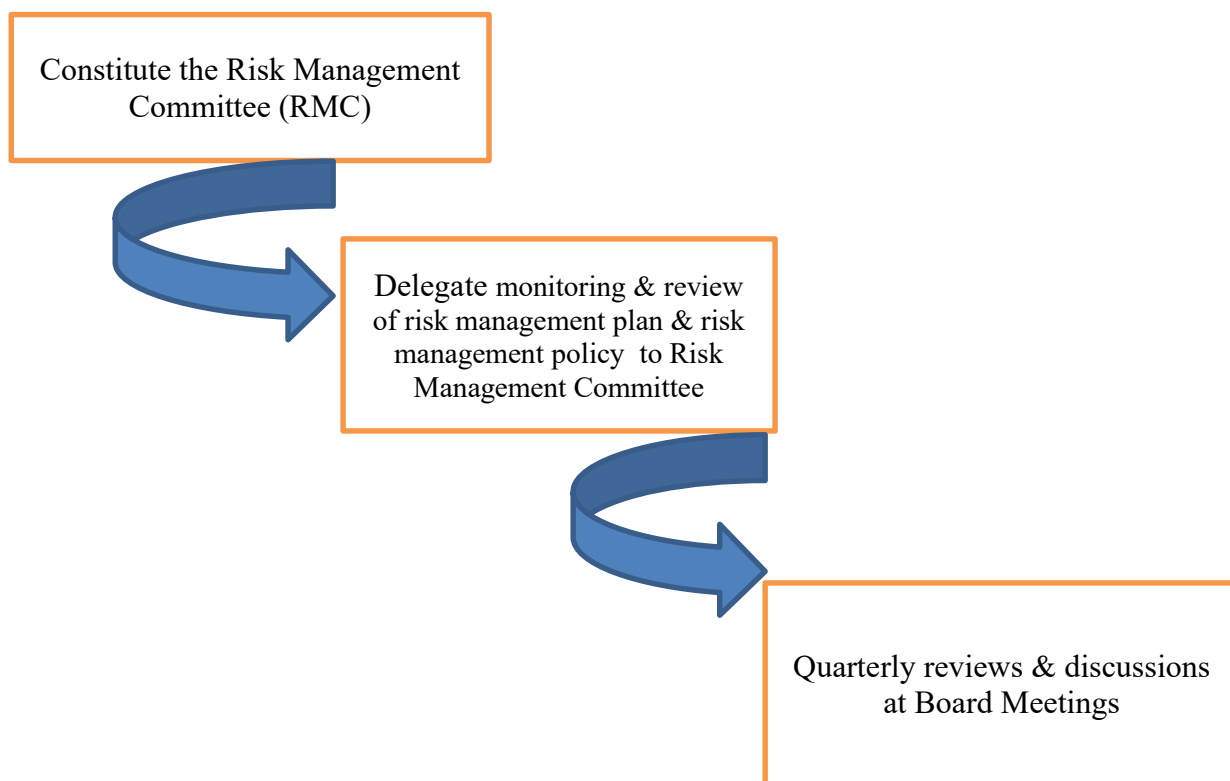 Constitute the Risk Management
Committee (RMC)
Delegate monitoring & review
of risk management plan & risk
management policy  to Risk
Management Committee
Quarterly reviews & discussions
at Board Meetings